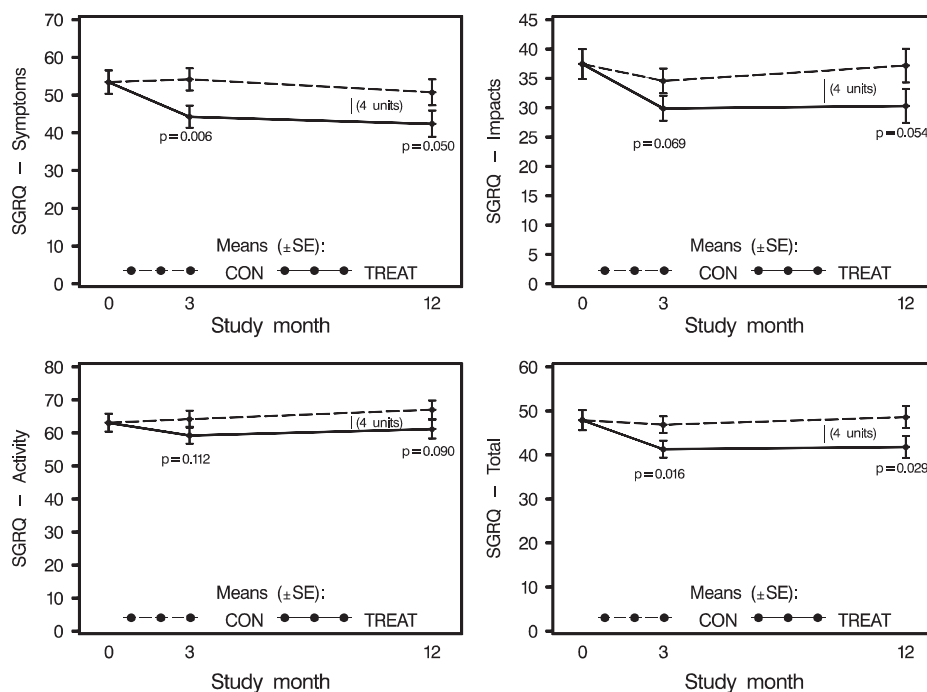 SGRQ – Symptoms
70
60
50
40
30
20
10
0
(4 units)
p=0.006
p=0.050
Means (±SE):
CON
TREAT
0
3
12
Study month
SGRQ – Impacts
45
40
35
30
25
20
15
10
5
0
(4 units)
p=0.069
p=0.054
Means (±SE):
CON
TREAT
0
3
12
Study month
SGRQ – Activity
80
70
60
50
40
30
20
10
0
(4 units)
p=0.112
p=0.090
Means (±SE):
CON
TREAT
0
3
12
Study month
SGRQ – Total
60
50
40
30
20
10
0
(4 units)
p=0.016
p=0.029
Means (±SE):
CON
TREAT
0
3
12
Study month